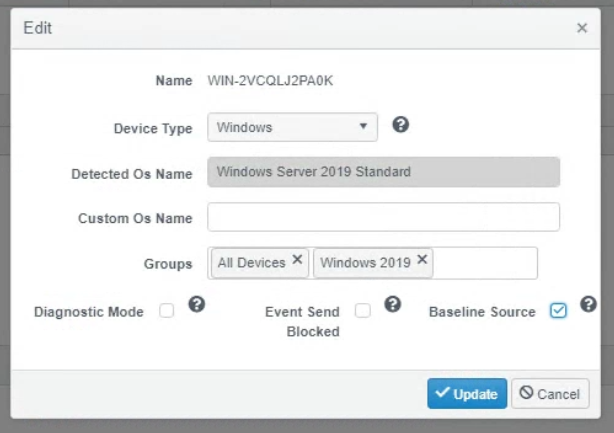 Edit ×
Name WIN-2VCQLJ2PA0K
Device Type Windows ?
Detected Os Name Windows Server 2019 Standard
Custom Os Name
Groups All Devices ✕ Windows 2019 ✕
Diagnostic Mode ? Event Send Blocked ? Baseline Source ?
Update Cancel